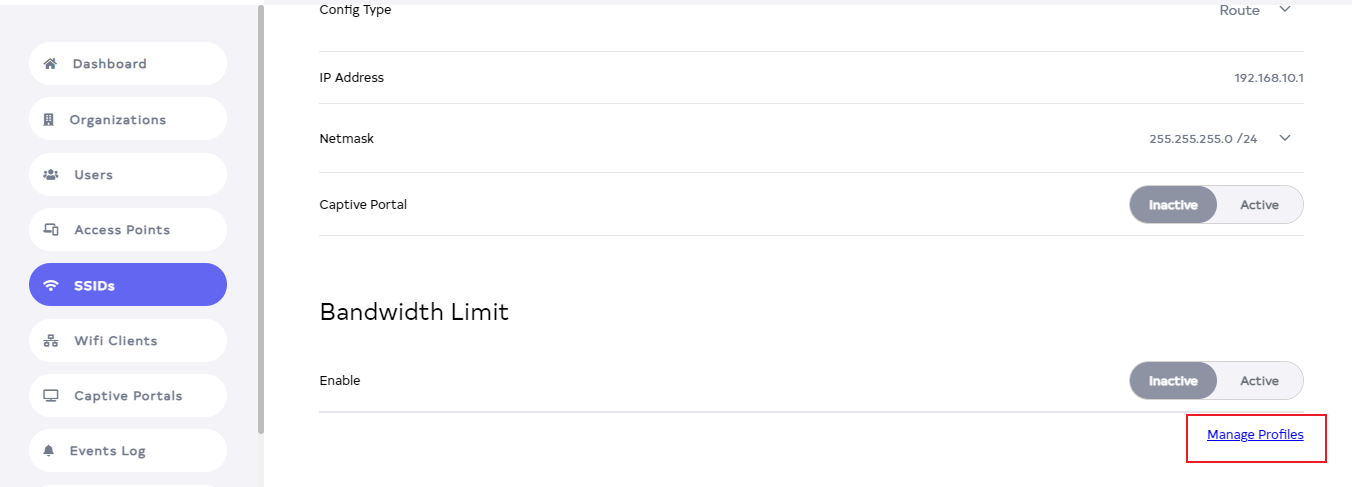 Dashboard
Organizations
Users
Access Points
SSIDs
Wifi Clients
Captive Portals
Events Log
Config Type Route
IP Address 192.168.10.1
Netmask 255.255.255.0 /24
Captive Portal Inactive Active
Bandwidth Limit
Enable Inactive Active
Manage Profiles